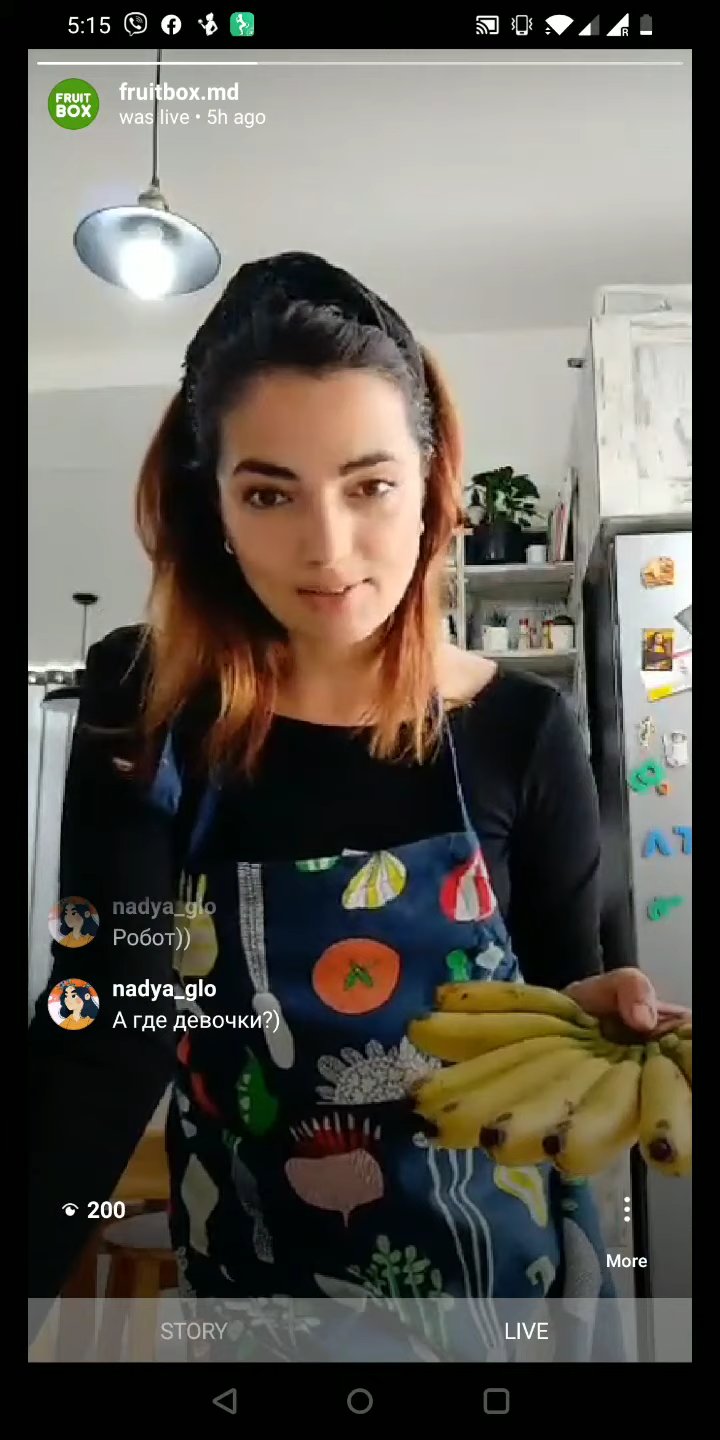 5:15
R
FRUIT
BOX
fruitbox.md
was live • 5h ago
nadya_glo
Робот))
nadya_glo
А где девочки?)
200
More
STORY
LIVE